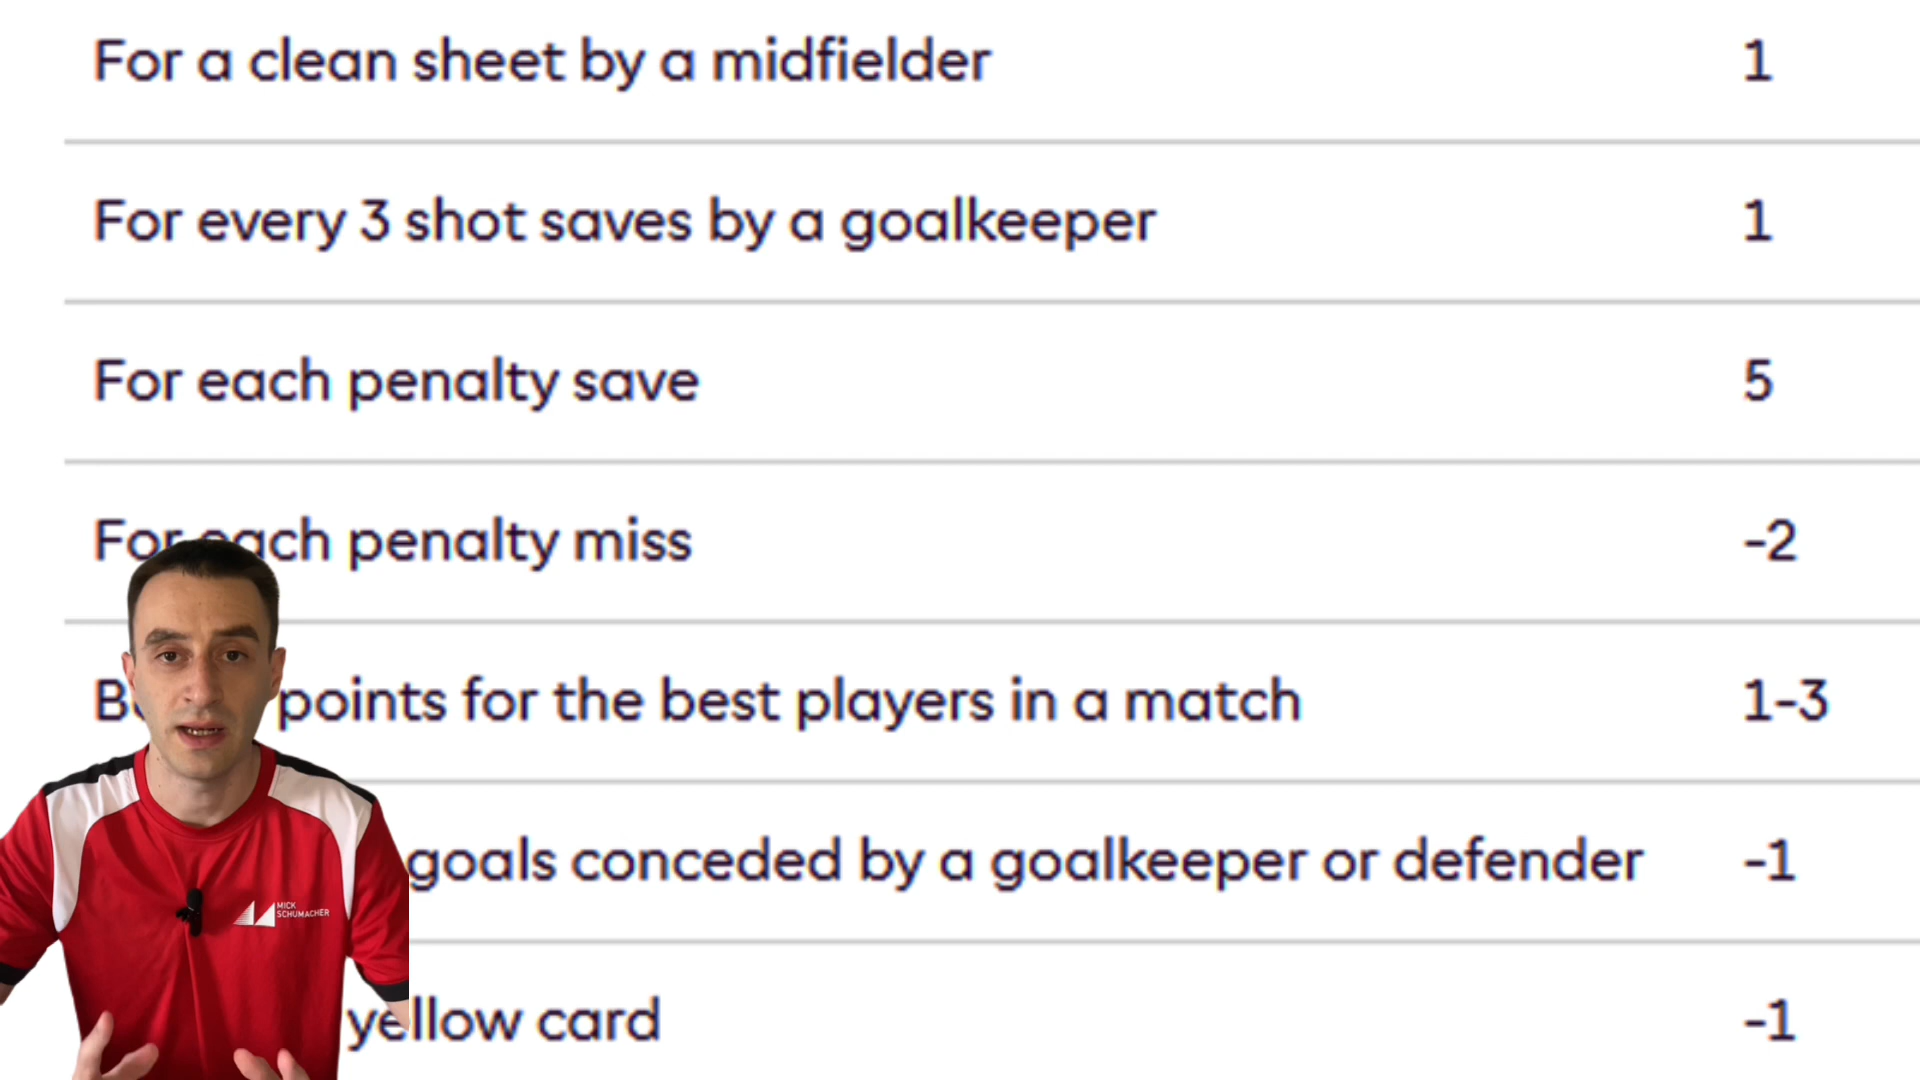 For a clean sheet by a midfielder 1
For every 3 shot saves by a goalkeeper 1
For each penalty save 5
For each penalty miss -2
points for the best players in a match 1-3
goals conceded by a goalkeeper or defender -1
yellow card -1
MICK
SCHUMACHER